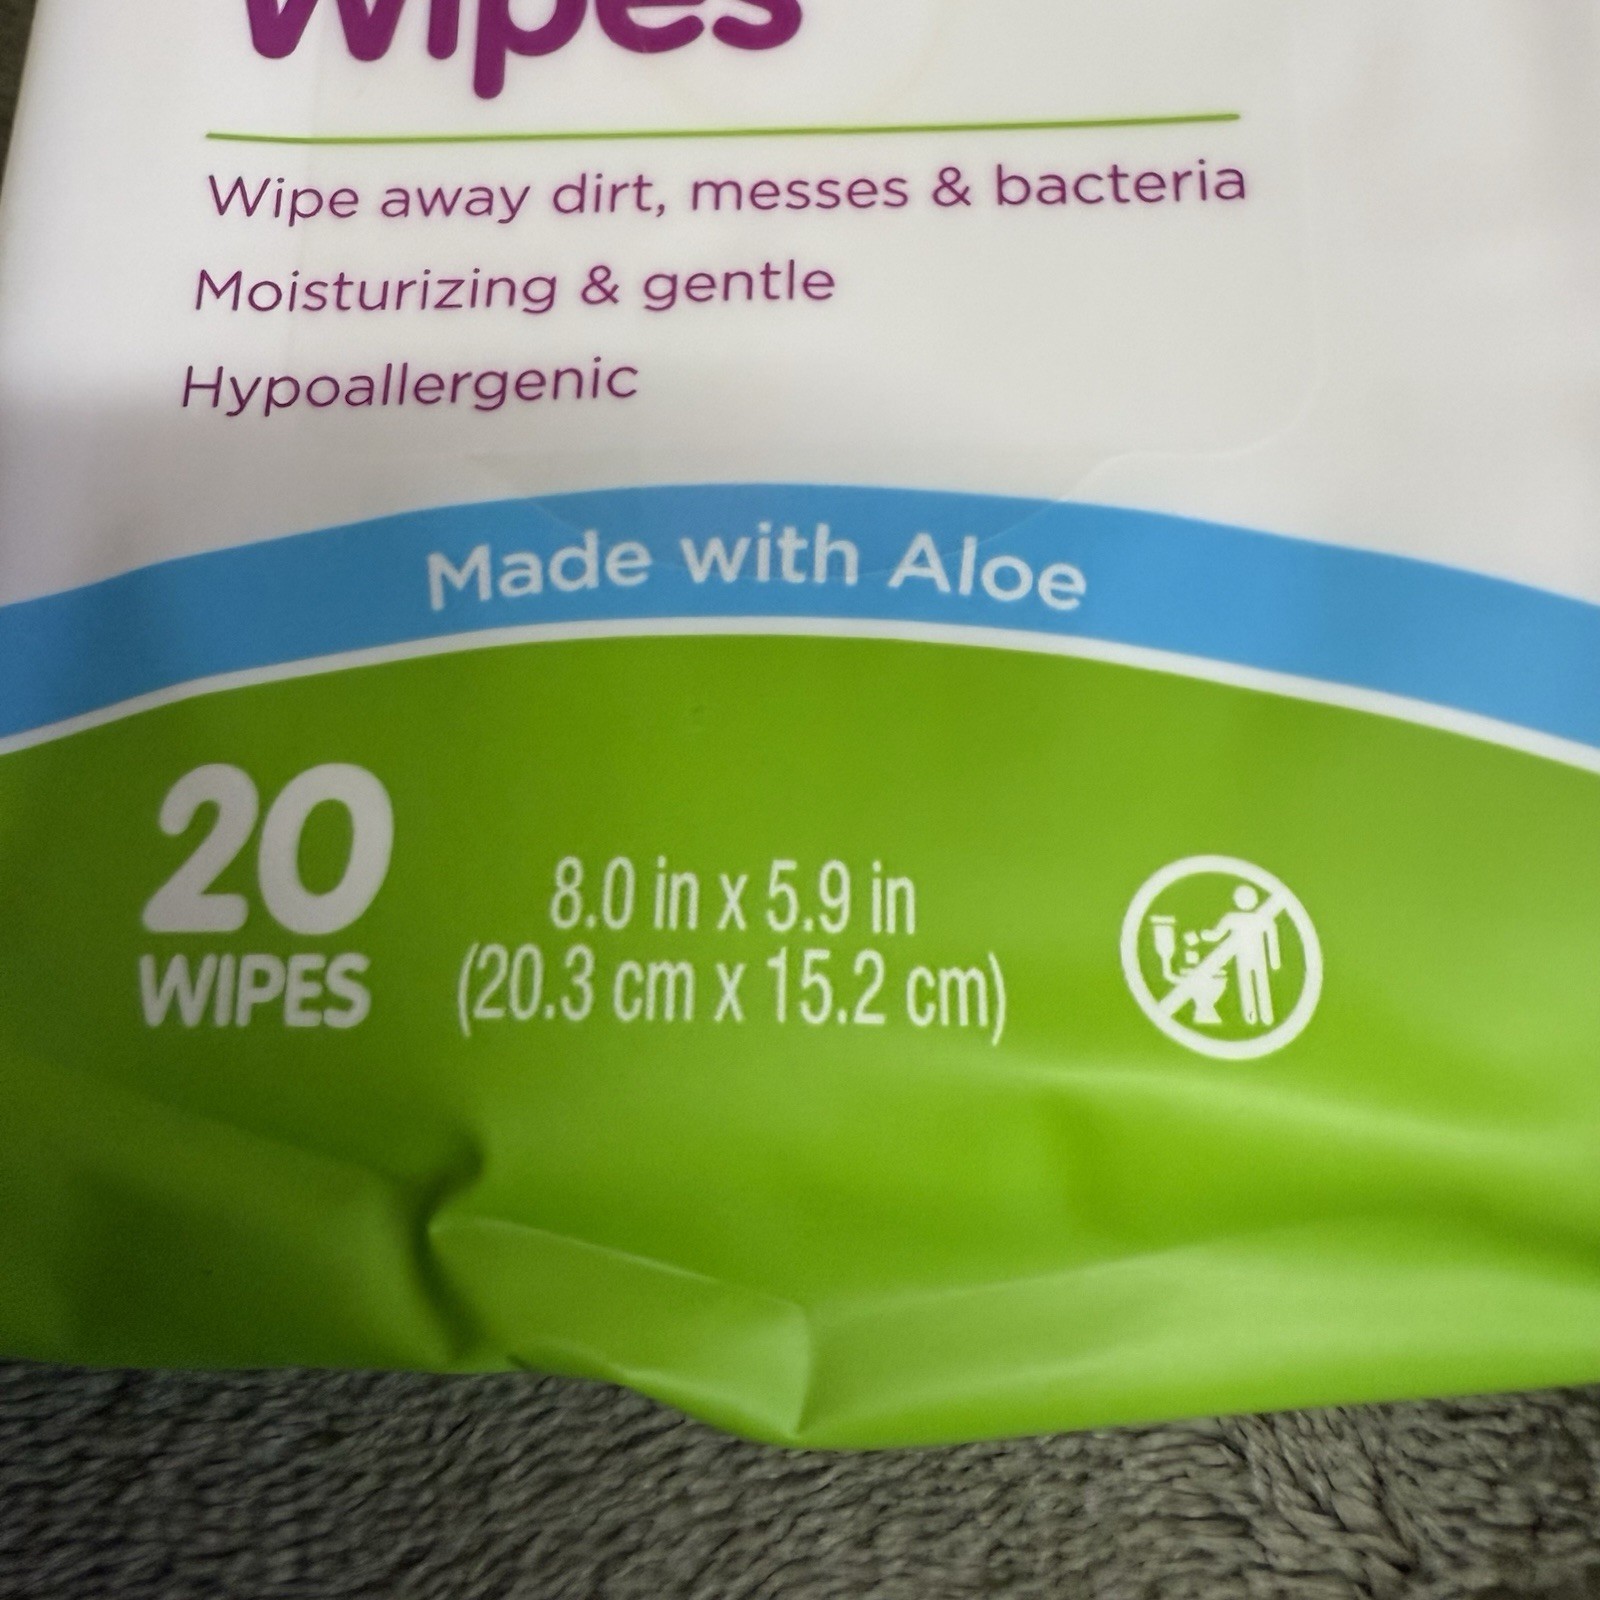 Wipes
Wipe away dirt, messes & bacteria
Moisturizing & gentle
Hypoallergenic
Made with Aloe
20
WIPES
8.0 in x 5.9 in
(20.3 cm x 15.2 cm)